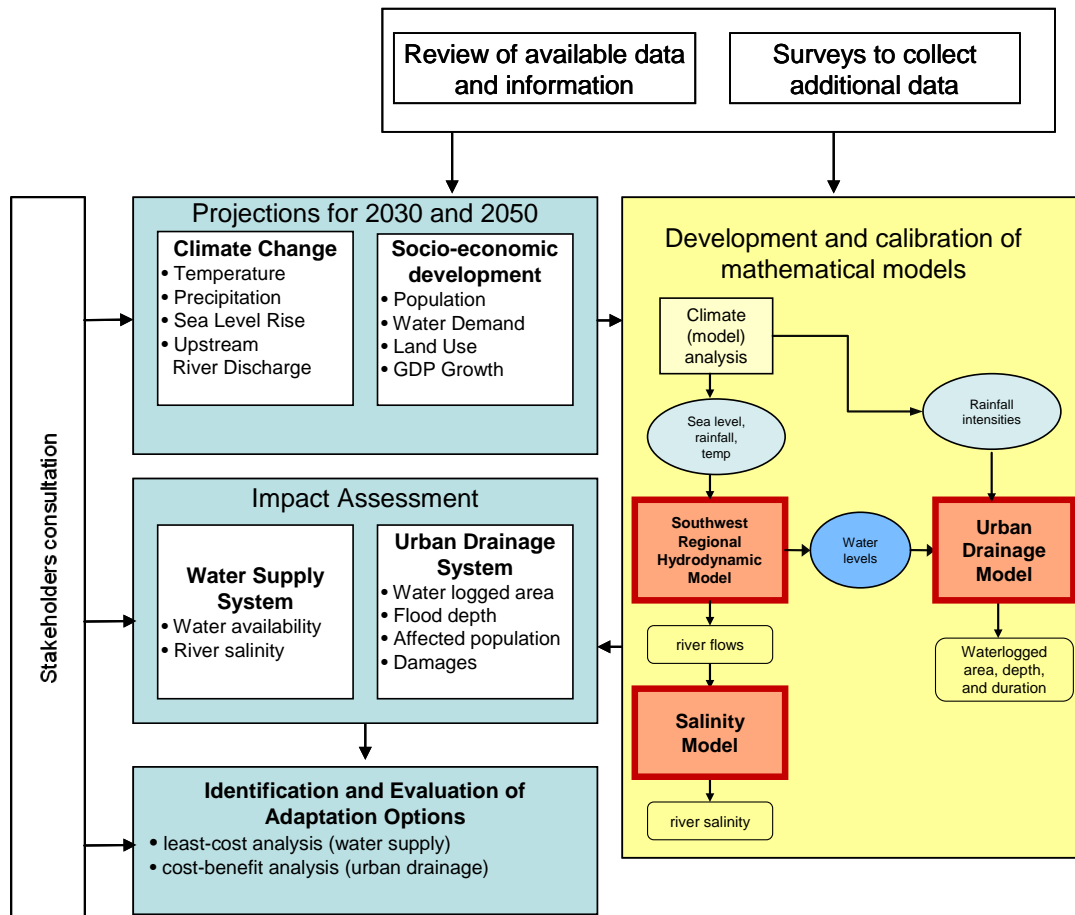 Review of available data
and information
Surveys to collect
additional data
Stakeholders consultation
Projections for 2030 and 2050
Climate Change
• Temperature
• Precipitation
• Sea Level Rise
• Upstream
River Discharge
Socio-economic
development
• Population
• Water Demand
• Land Use
• GDP Growth
Impact Assessment
Water Supply
System
• Water availability
• River salinity
Urban Drainage
System
• Water logged area
• Flood depth
• Affected population
• Damages
Identification and Evaluation of
Adaptation Options
• least-cost analysis (water supply)
• cost-benefit analysis (urban drainage)
Development and calibration of
mathematical models
Climate
(model)
analysis
Sea level,
rainfall,
temp
Rainfall
intensities
Southwest
Regional
Hydrodynamic
Model
Water
levels
Urban
Drainage
Model
river flows
Waterlogged
area, depth,
and duration
Salinity
Model
river salinity